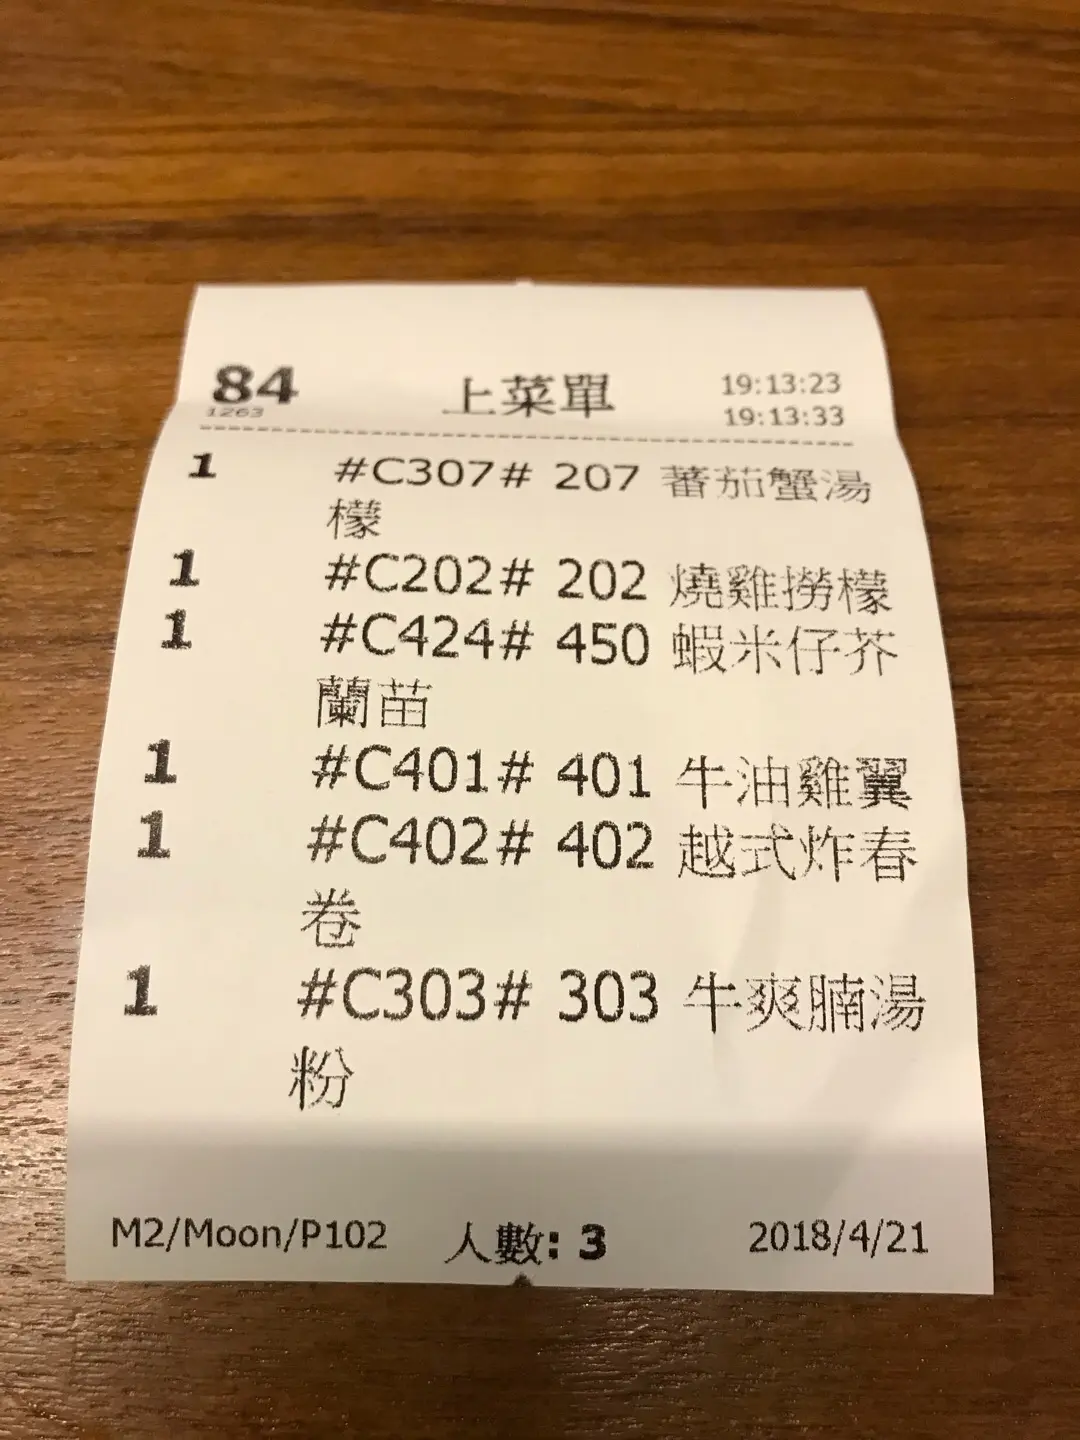 84 上菜單 19:13:23
1263 19:13:33
1 #C307# 207 蕃茄蟹湯
檬
1 #C202# 202 燒雞撈檬
1 #C424# 450 蝦米仔芥
蘭苗
1 #C401# 401 牛油雞翼
1 #C402# 402 越式炸春
卷
1 #C303# 303 牛爽腩湯
粉
M2/Moon/P102 人數: 3 2018/4/21